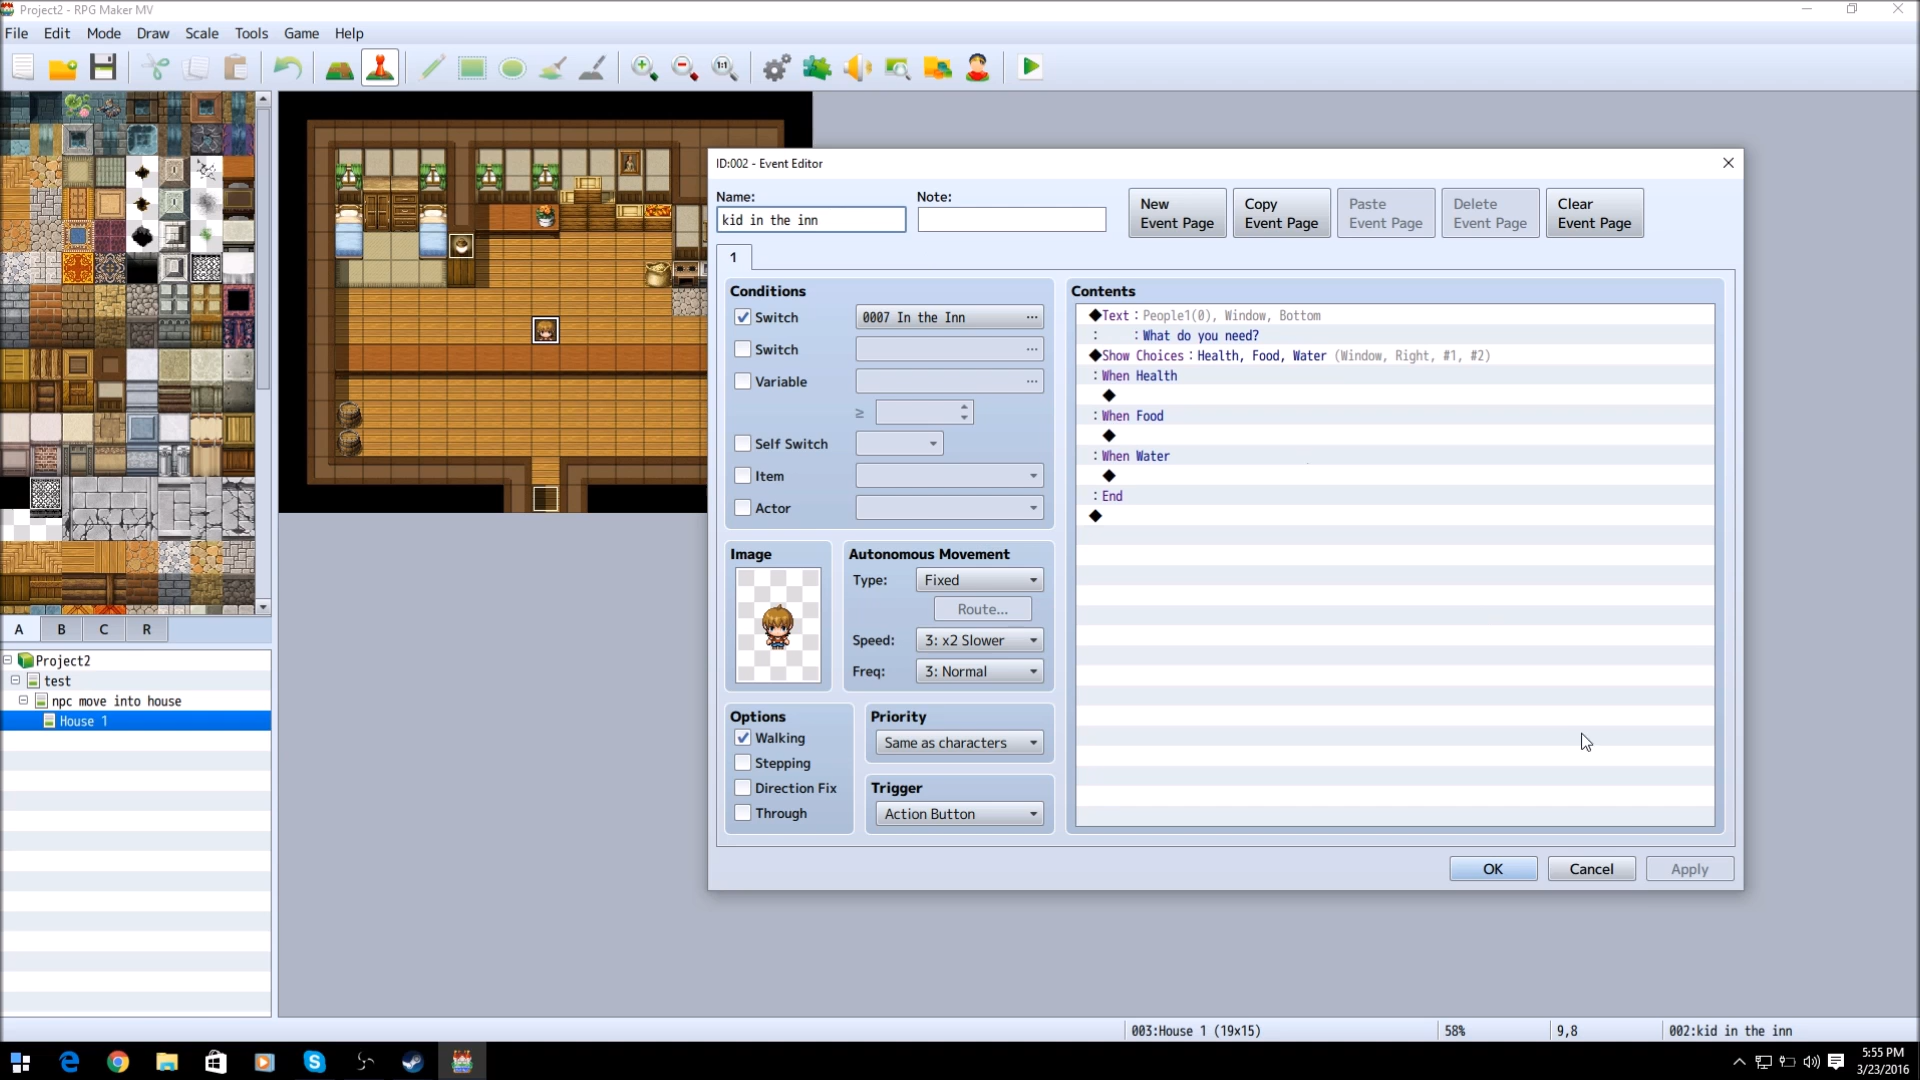 Project2 - RPG Maker MV
File Edit Mode Draw Scale Tools Game Help
1:1
ID:002 - Event Editor
Name: Note:
kid in the inn
New Event Page
Copy Event Page
Paste Event Page
Delete Event Page
Clear Event Page
1
Conditions
Switch 0007 In the Inn ...
Switch ...
Variable ...
≥
Self Switch
Item
Actor
Image
Autonomous Movement
Type: Fixed
Route...
Speed: 3: x2 Slower
Freq: 3: Normal
Options
Walking
Stepping
Direction Fix
Through
Priority
Same as characters
Trigger
Action Button
Contents
◆Text : People1(0), Window, Bottom
: : What do you need?
◆Show Choices : Health, Food, Water (Window, Right, #1, #2)
: When Health
◆
: When Food
◆
: When Water
◆
: End
◆
OK Cancel Apply
A B C R
Project2
test
npc move into house
House 1
003:House 1 (19x15) 58% 9,8 002:kid in the inn
5:55 PM
3/23/2016